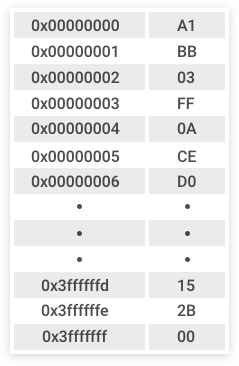 0x00000000 A1
0x00000001 BB
0x00000002 03
0x00000003 FF
0x00000004 0A
0x00000005 CE
0x00000006 D0
• •
• •
• •
0x3ffffffd 15
0x3ffffffe 2B
0x3fffffff 00